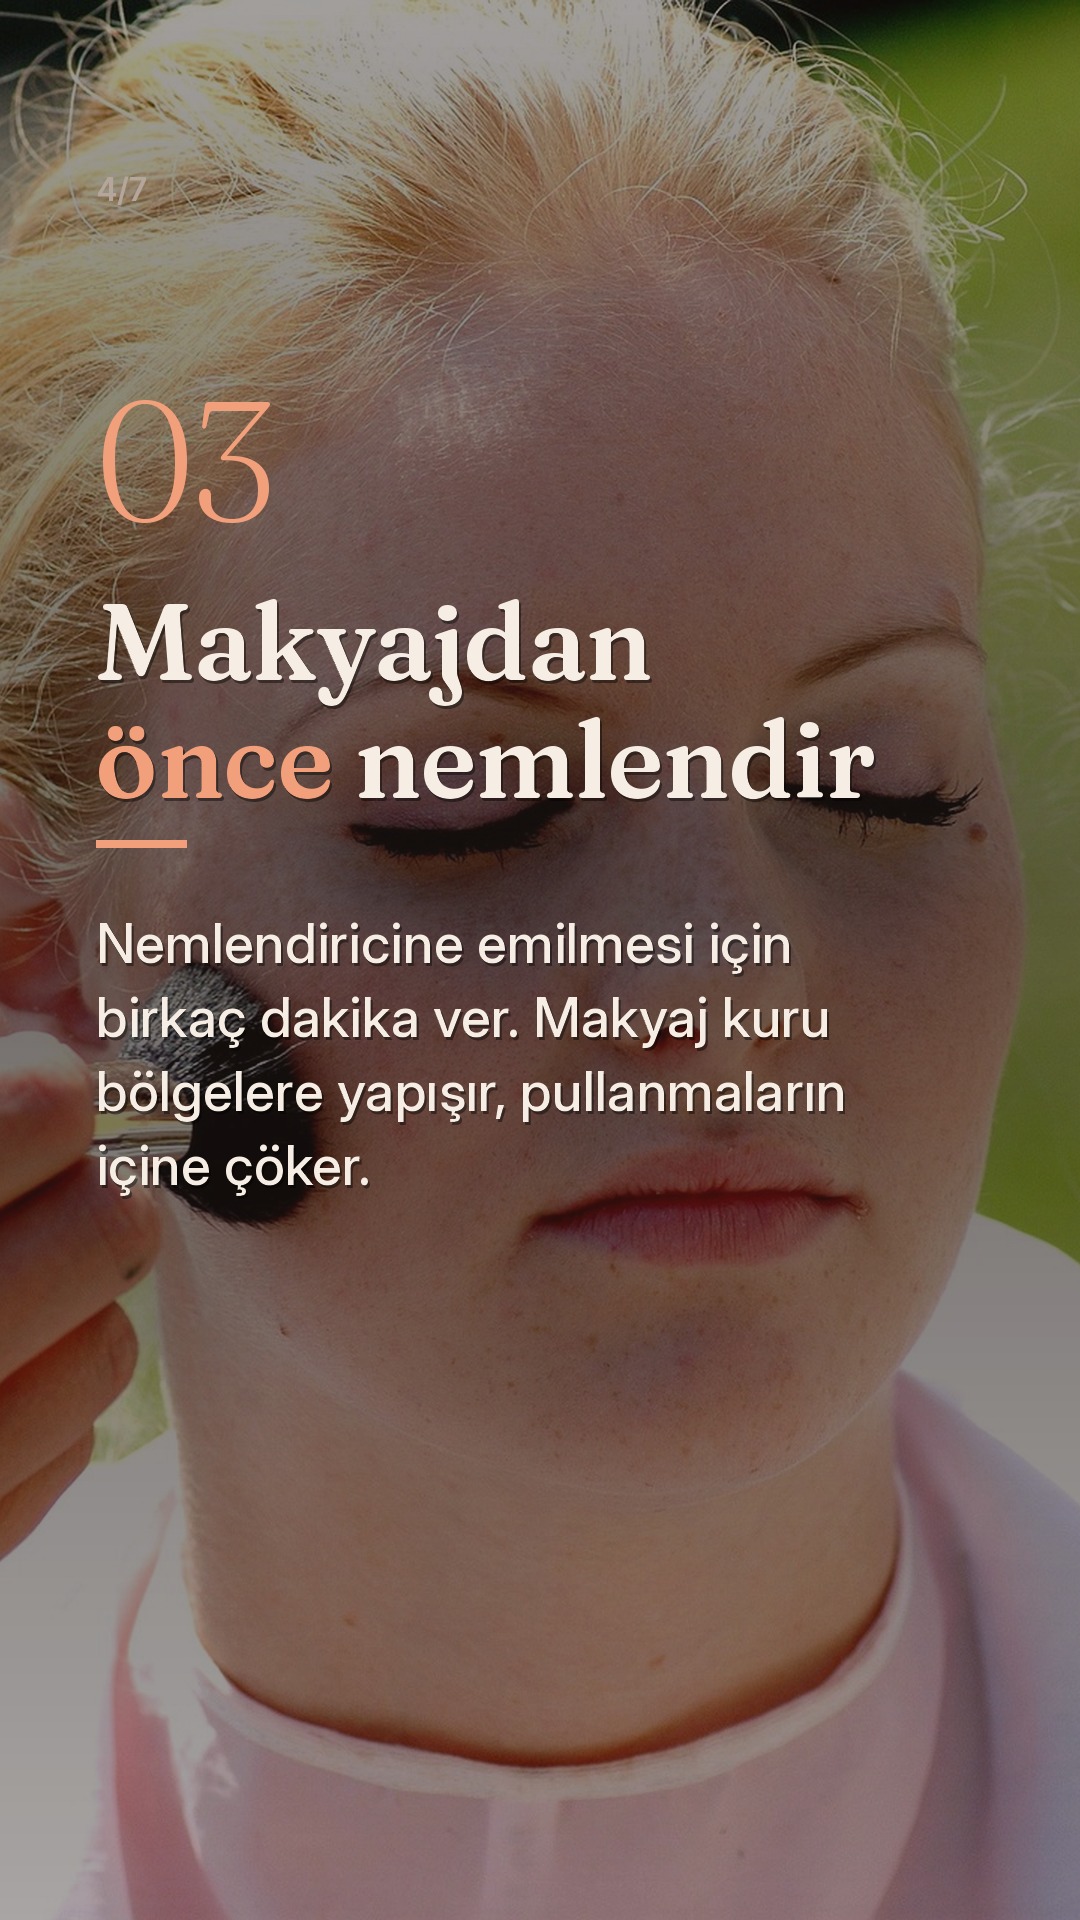 4/7
03
Makyajdan
önce nemlendir
Nemlendiricine emilmesi için
birkaç dakika ver. Makyaj kuru
bölgelere yapışır, pullanmaların
içine çöker.